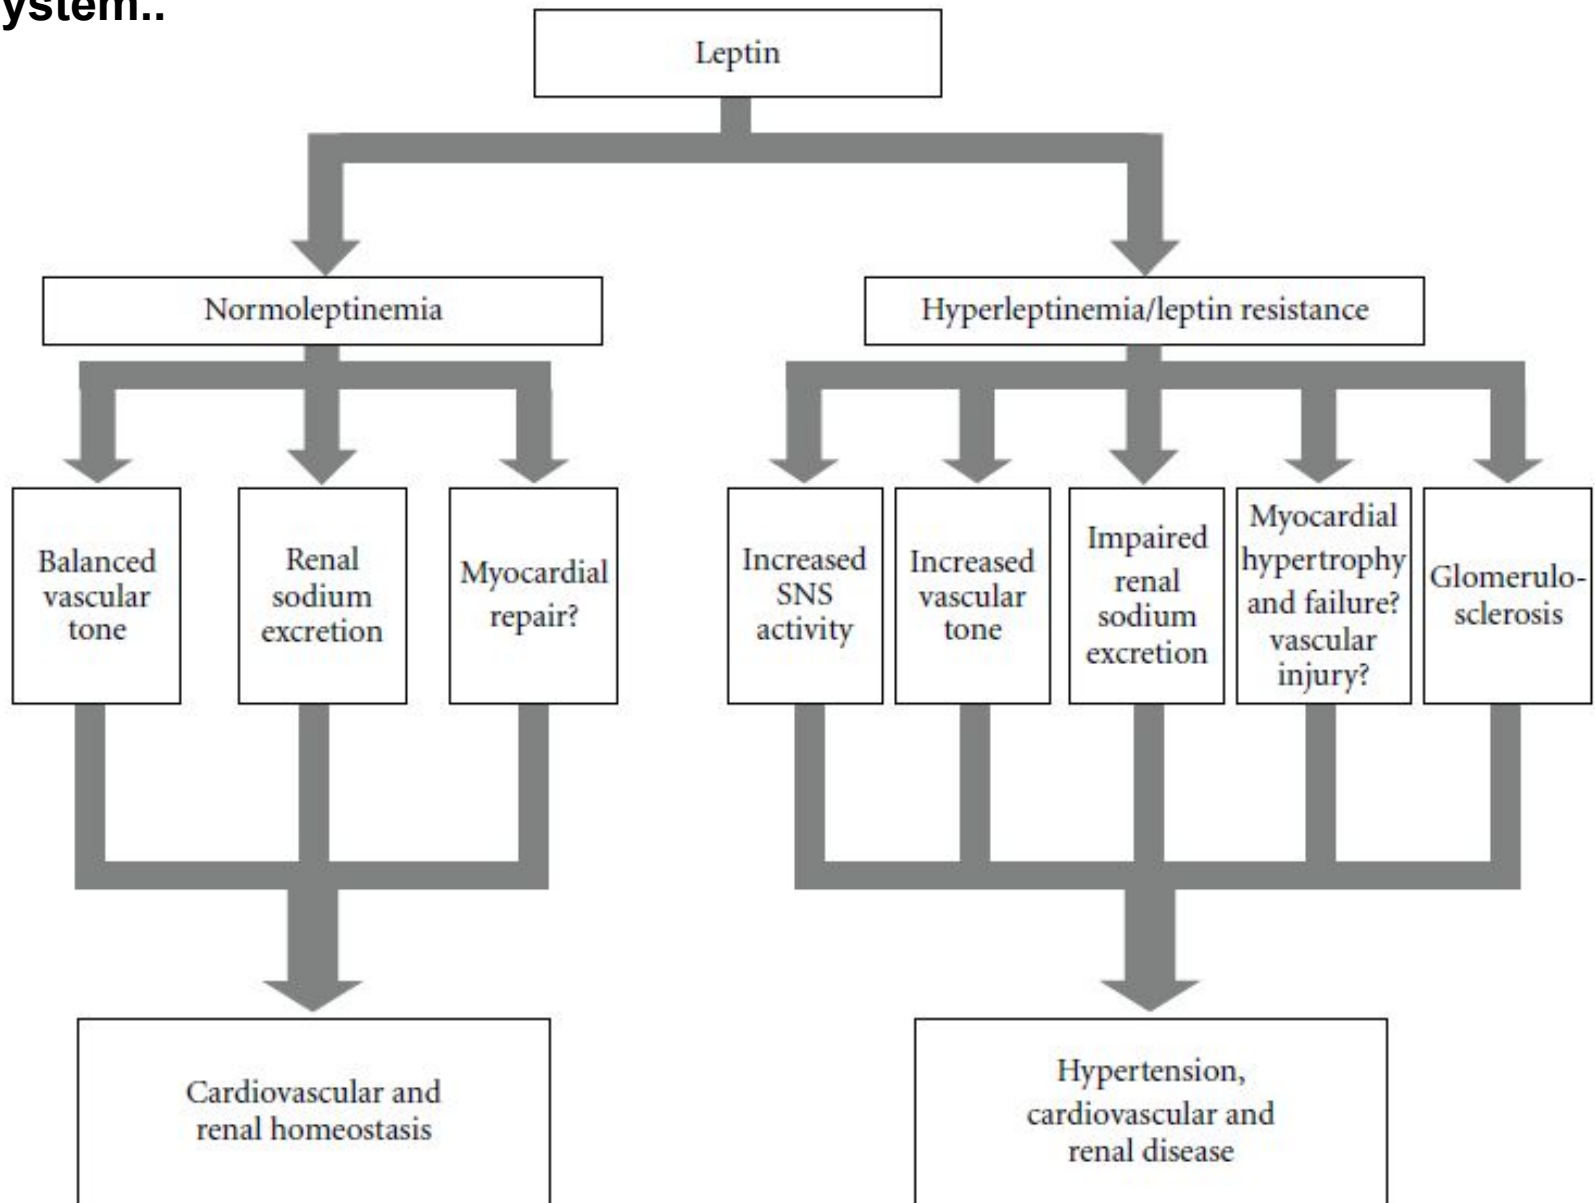 ystem..
Leptin
Normoleptinemia
Hyperleptinemia/leptin resistance
Balanced
vascular
tone
Renal
sodium
excretion
Myocardial
repair?
Increased
SNS
activity
Increased
vascular
tone
Impaired
renal
sodium
excretion
Myocardial
hypertrophy
and failure?
vascular
injury?
Glomerulo-
sclerosis
Cardiovascular and
renal homeostasis
Hypertension,
cardiovascular and
renal disease